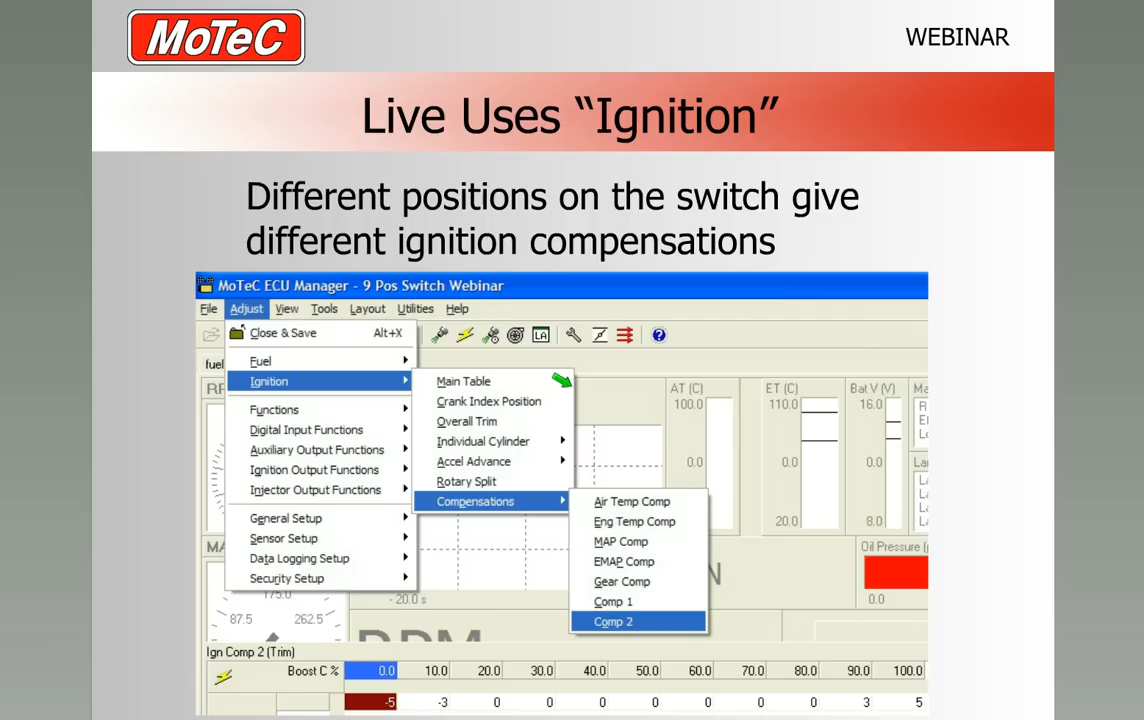 MoTeC
WEBINAR
Live Uses “Ignition”
Different positions on the switch give
different ignition compensations
MoTeC ECU Manager - 9 Pos Switch Webinar
File Adjust View Tools Layout Utilities Help
Close & Save Alt+X
LA
fuel
Fuel
Ignition
Functions
Digital Input Functions
Auxiliary Output Functions
Ignition Output Functions
Injector Output Functions
General Setup
Sensor Setup
Data Logging Setup
Security Setup
Main Table
Crank Index Position
Overall Trim
Individual Cylinder
Accel Advance
Rotary Split
Compensations
Air Temp Comp
Eng Temp Comp
MAP Comp
EMAP Comp
Gear Comp
Comp 1
Comp 2
AT (C) ET (C) Bat V (V)
100.0 110.0 16.0
0.0 0.0 0.0
20.0 8.0
Oil Pressure
0.0
175.0
87.5 262.5
- 20.0 s
RPM
Ign Comp 2 (Trim)
Boost C % 0.0 10.0 20.0 30.0 40.0 50.0 60.0 70.0 80.0 90.0 100.0
-5 -3 0 0 0 0 0 0 0 3 5